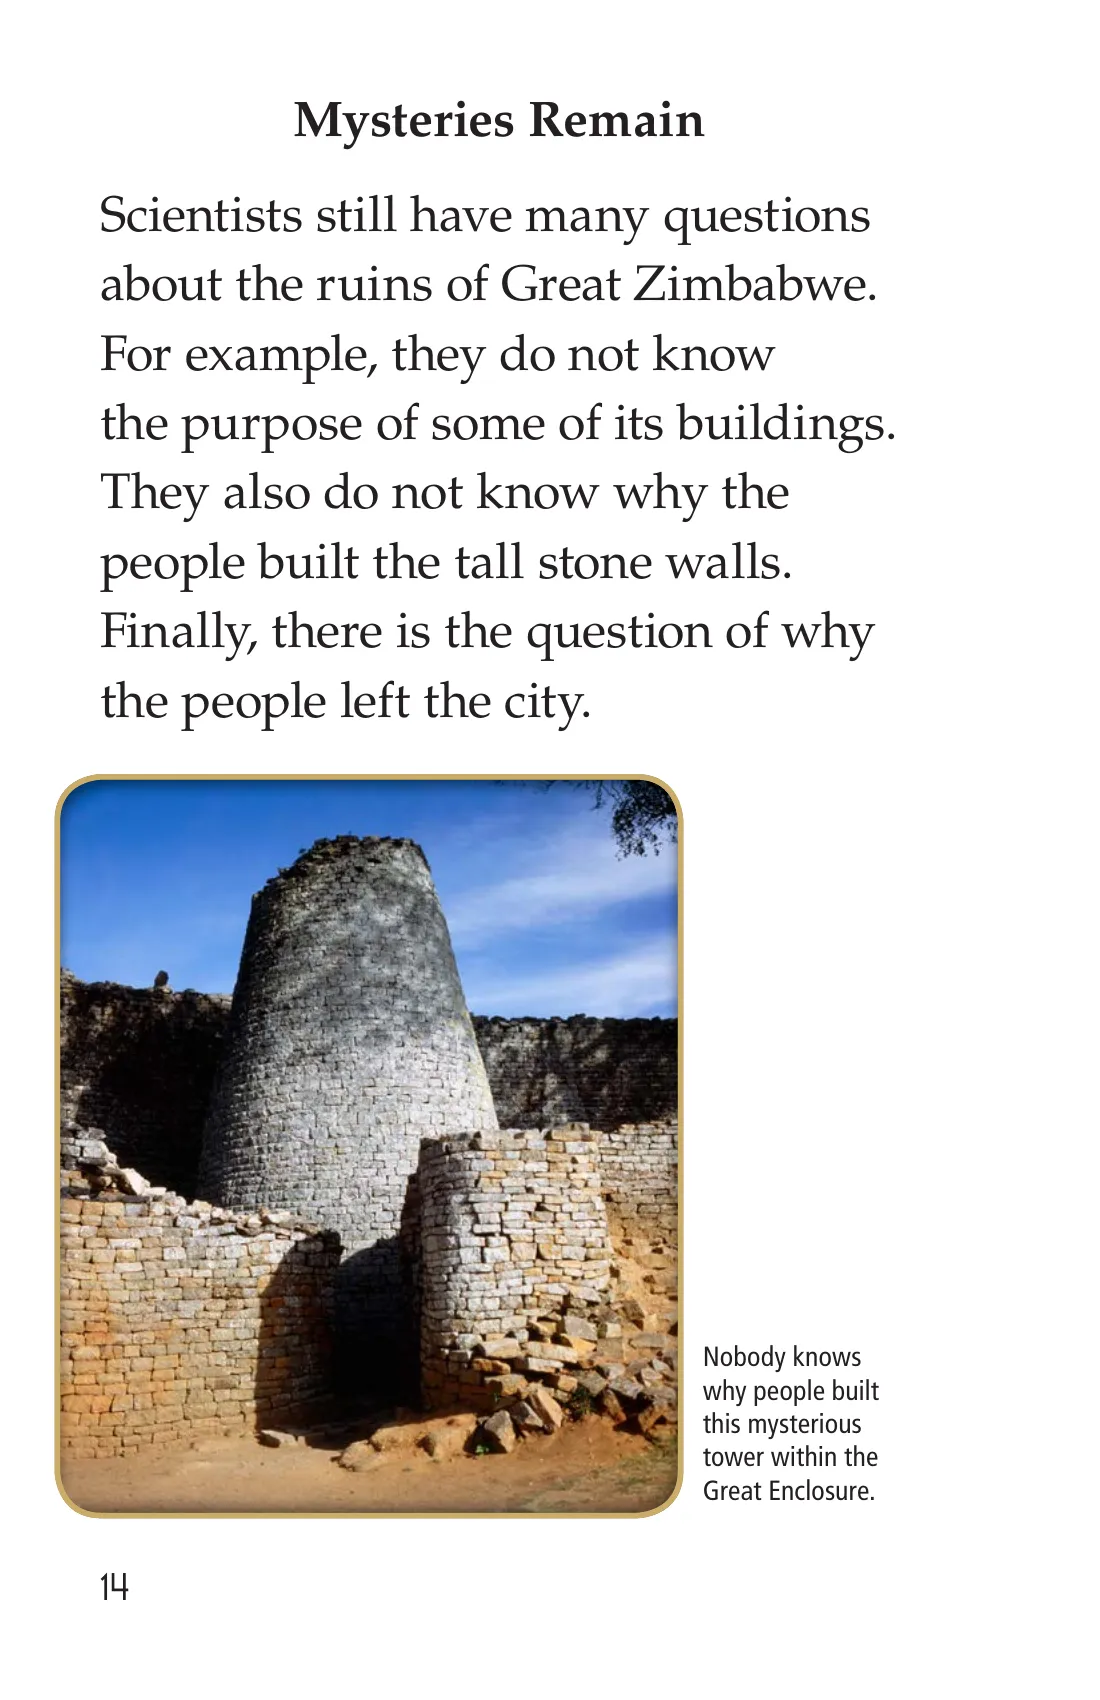 Mysteries Remain
Scientists still have many questions
about the ruins of Great Zimbabwe.
For example, they do not know
the purpose of some of its buildings.
They also do not know why the
people built the tall stone walls.
Finally, there is the question of why
the people left the city.
Nobody knows
why people built
this mysterious
tower within the
Great Enclosure.
14